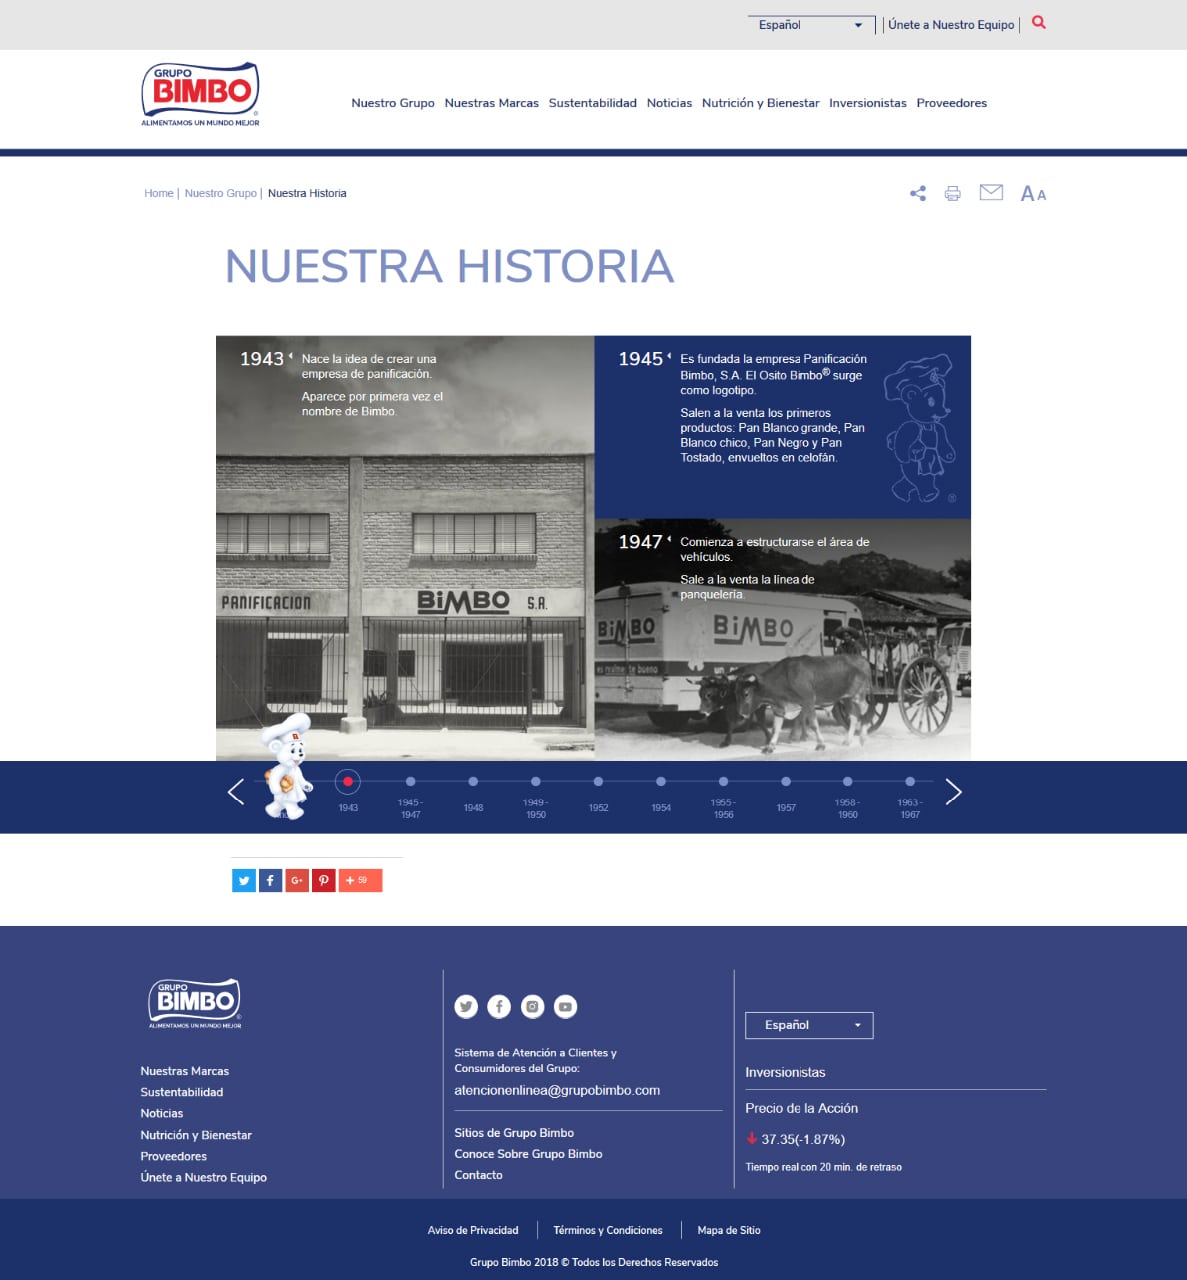 Español
Únete a Nuestro Equipo
GRUPO
BIMBO
®
ALIMENTAMOS UN MUNDO MEJOR
Nuestro Grupo Nuestras Marcas Sustentabilidad Noticias Nutrición y Bienestar Inversionistas Proveedores
Home | Nuestro Grupo | Nuestra Historia
A A
NUESTRA HISTORIA
1943
Nace la idea de crear una
empresa de panificación.
Aparece por primera vez el
nombre de Bimbo.
PANIFICACION
BIMBO S.A.
1945
Es fundada la empresa Panificación
Bimbo, S.A. El Osito Bimbo® surge
como logotipo.
Salen a la venta los primeros
productos: Pan Blanco grande, Pan
Blanco chico, Pan Negro y Pan
Tostado, envueltos en celofán.
®
1947
Comienza a estructurarse el área de
vehículos.
Sale a la venta la línea de
panquelería.
BIMBO
BIMBO
es realmente bueno
1943
1945 -
1947
1948
1949 -
1950
1952
1954
1955 -
1956
1957
1958 -
1960
1963 -
1967
59
GRUPO
BIMBO
®
ALIMENTAMOS UN MUNDO MEJOR
Nuestras Marcas
Sustentabilidad
Noticias
Nutrición y Bienestar
Proveedores
Únete a Nuestro Equipo
Sistema de Atención a Clientes y
Consumidores del Grupo:
atencionenlinea@grupobimbo.com
Sitios de Grupo Bimbo
Conoce Sobre Grupo Bimbo
Contacto
Español
Inversionistas
Precio de la Acción
37.35(-1.87%)
Tiempo real con 20 min. de retraso
Aviso de Privacidad
Términos y Condiciones
Mapa de Sitio
Grupo Bimbo 2018 © Todos los Derechos Reservados